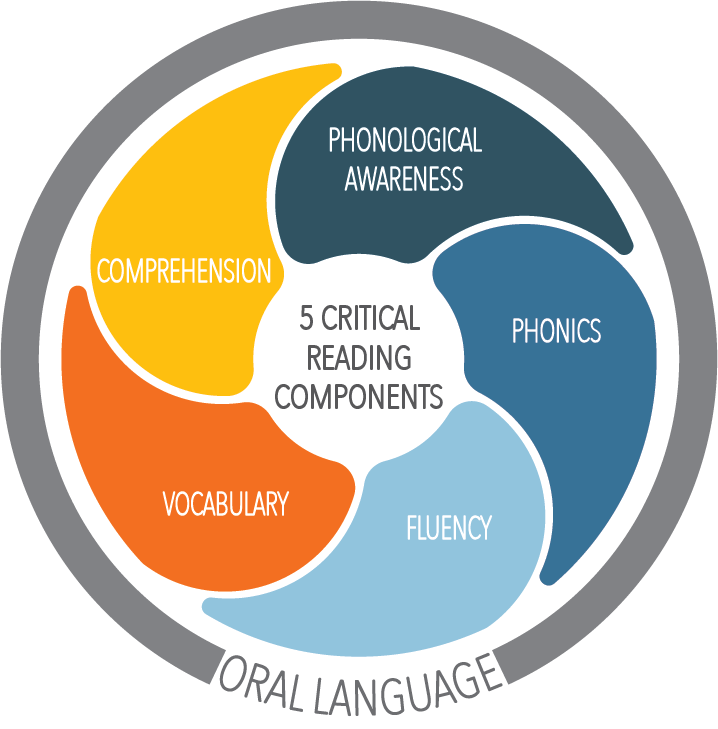 PHONOLOGICAL
AWARENESS
COMPREHENSION
5 CRITICAL
READING
COMPONENTS
PHONICS
VOCABULARY
FLUENCY
ORAL LANGUAGE